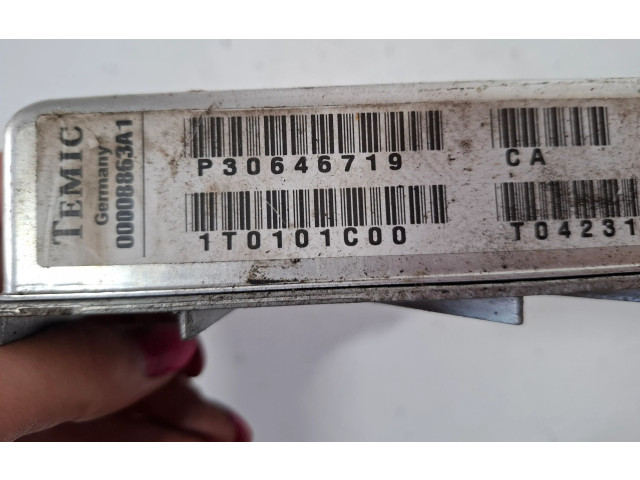 TEMIC
Germany
00008863A1
P30646719
CA
1T0101C00
T04231